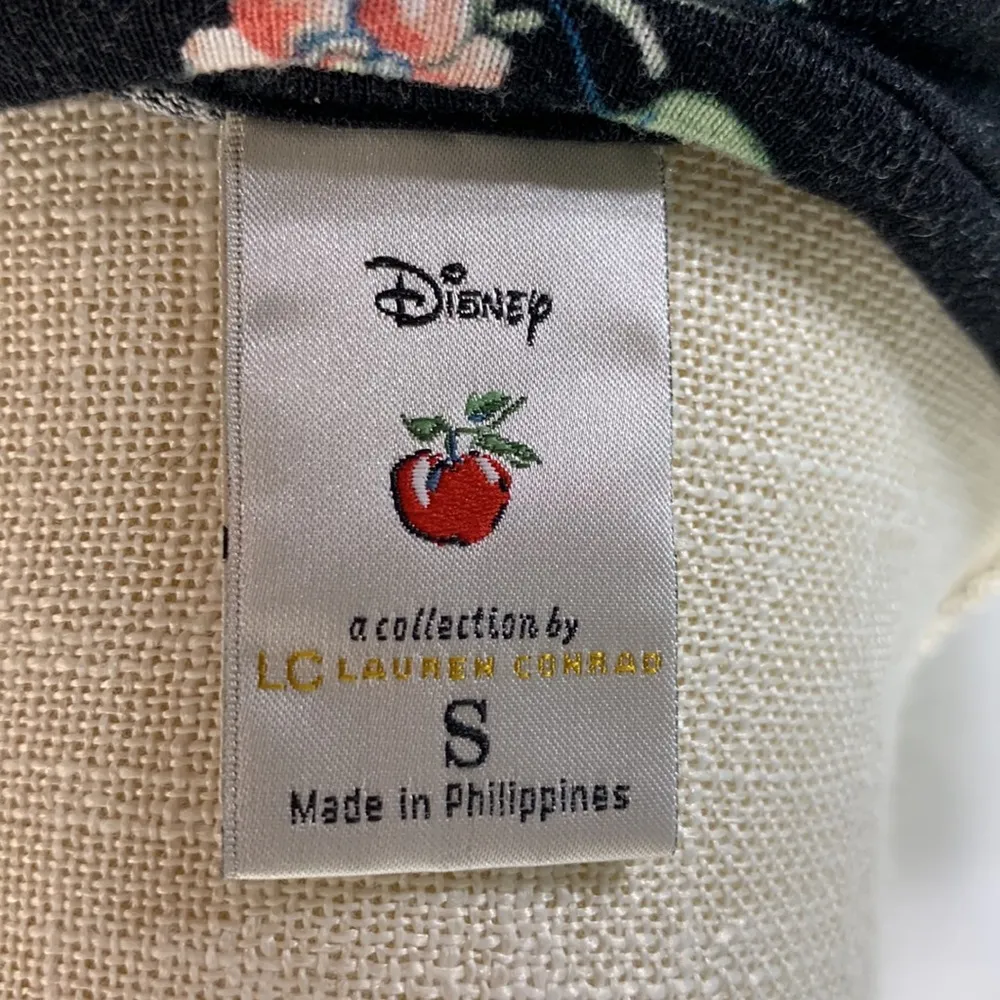 Disney
a collection by
LC LAUREN CONRAD
S
Made in Philippines